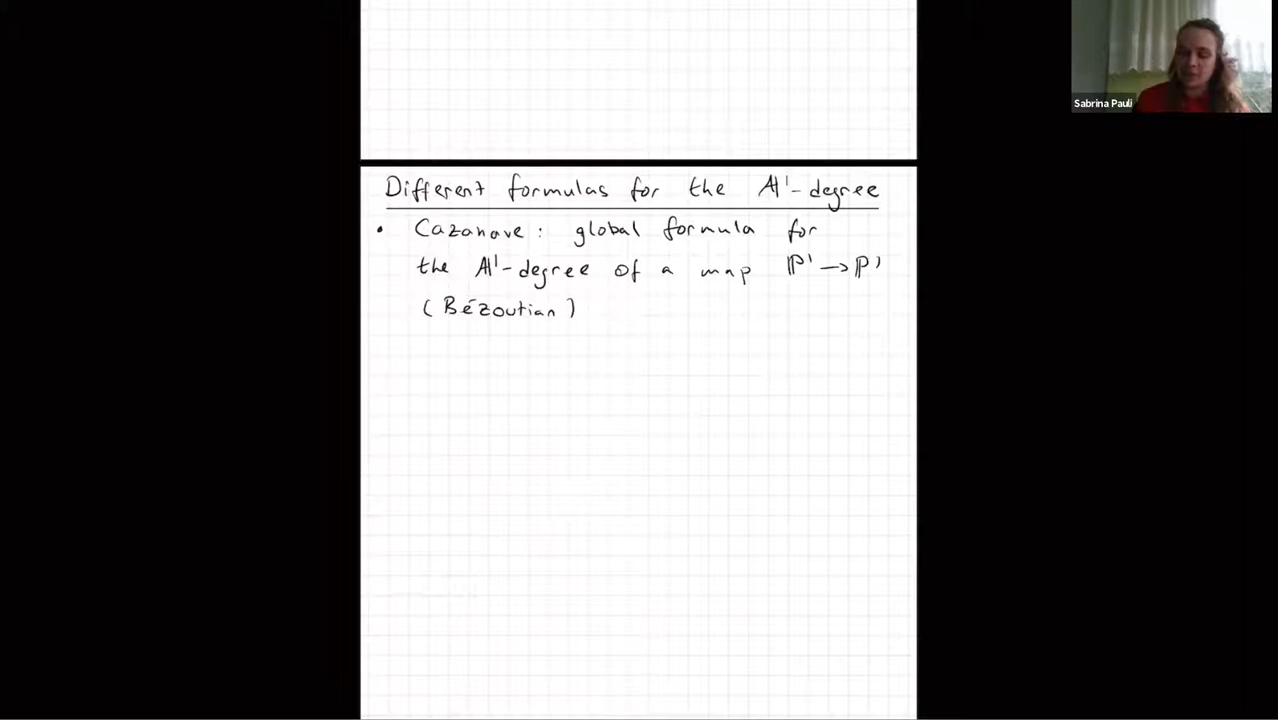 Sabrina Pauli
Different formulas for the 𝔸¹-degree
• Cazanave: global formula for
the 𝔸¹-degree of a map ℙ¹ → ℙ¹
(Bézoutian)